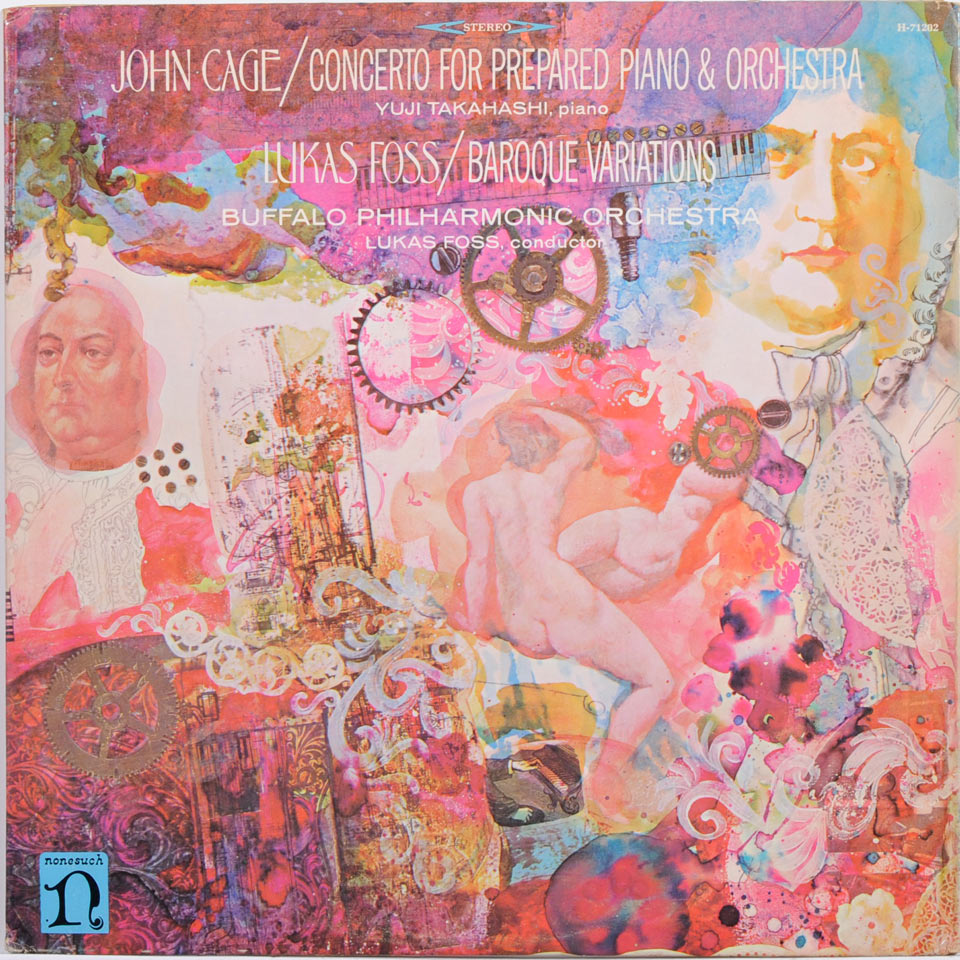 STEREO
H-71202
JOHN CAGE/CONCERTO FOR PREPARED PIANO & ORCHESTRA
YUJI TAKAHASHI, piano
LUKAS FOSS/BAROQUE VARIATIONS
BUFFALO PHILHARMONIC ORCHESTRA
LUKAS FOSS, conductor
nonesuch
n